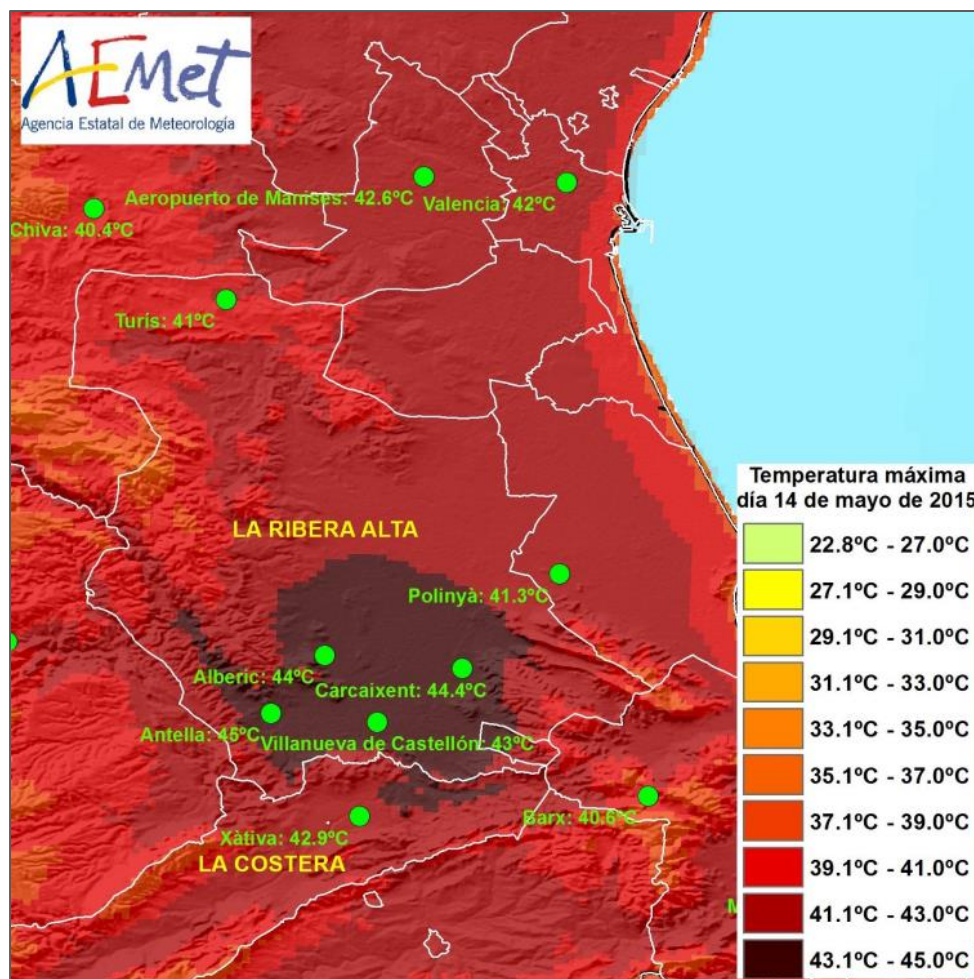 AEMet
Agencia Estatal de Meteorología
Aeropuerto de Manises: 42.6ºC
Valencia: 42ºC
Chiva: 40.4ºC
Turís: 41ºC
LA RIBERA ALTA
Polinyà: 41.3ºC
Alberic: 44ºC
Carcaixent: 44.4ºC
Antella: 45ºC
Villanueva de Castellón: 43ºC
Barx: 40.6ºC
Xàtiva: 42.9ºC
LA COSTERA
M
Temperatura máxima
día 14 de mayo de 2015
22.8ºC - 27.0ºC
27.1ºC - 29.0ºC
29.1ºC - 31.0ºC
31.1ºC - 33.0ºC
33.1ºC - 35.0ºC
35.1ºC - 37.0ºC
37.1ºC - 39.0ºC
39.1ºC - 41.0ºC
41.1ºC - 43.0ºC
43.1ºC - 45.0ºC